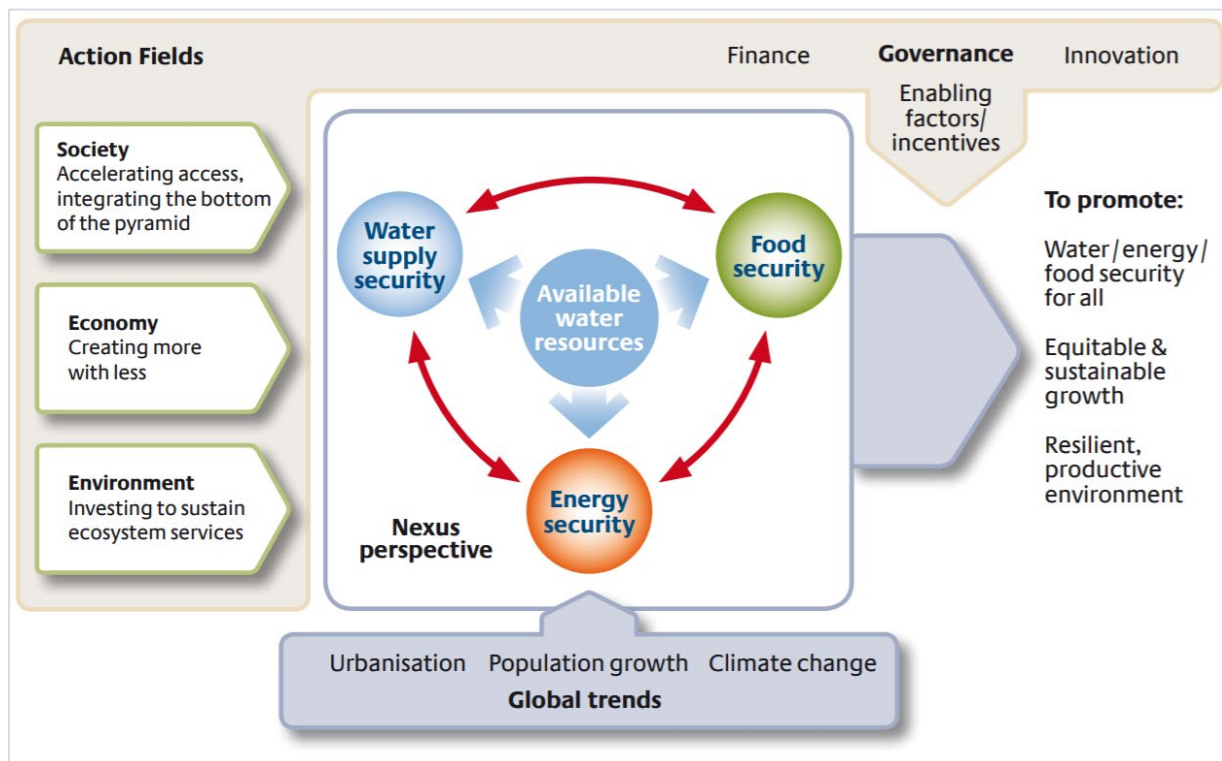 Action Fields
Finance
Governance
Innovation
Enabling
factors/
incentives
Society
Accelerating access,
integrating the bottom
of the pyramid
Economy
Creating more
with less
Environment
Investing to sustain
ecosystem services
Water
supply
security
Food
security
Available
water
resources
Energy
security
Nexus
perspective
To promote:
Water / energy /
food security
for all
Equitable &
sustainable
growth
Resilient,
productive
environment
Urbanisation Population growth Climate change
Global trends